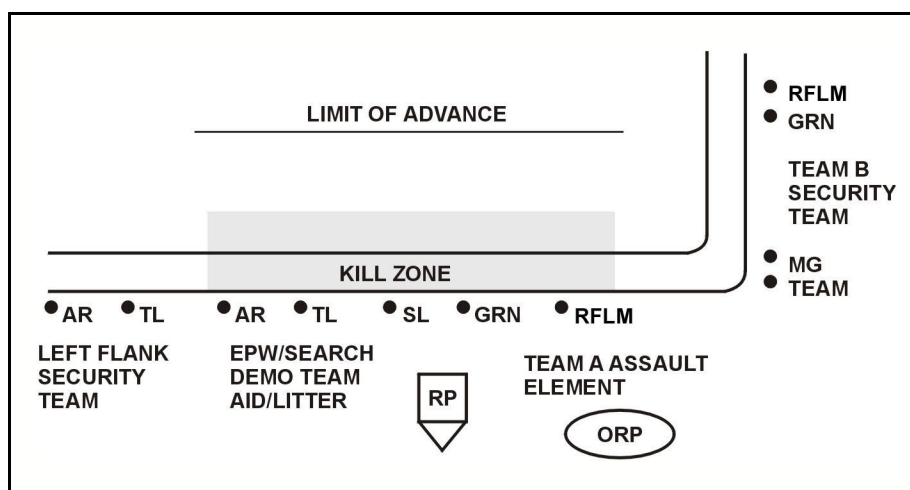 LIMIT OF ADVANCE
RFLM
GRN
TEAM B
SECURITY
TEAM
MG
TEAM
KILL ZONE
AR
TL
AR
TL
SL
GRN
RFLM
LEFT FLANK
SECURITY
TEAM
EPW/SEARCH
DEMO TEAM
AID/LITTER
RP
TEAM A ASSAULT
ELEMENT
ORP